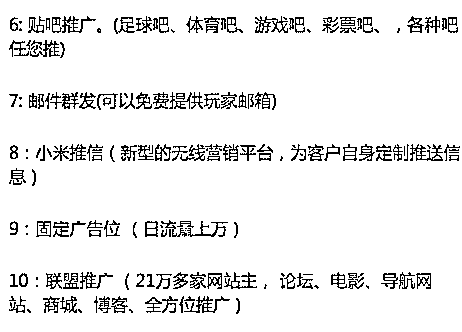 6: 贴吧推广。(足球吧、体育吧、游戏吧、彩票吧、，各种吧
任您推)
7: 邮件群发(可以免费提供玩家邮箱)
8：小米推信（新型的无线营销平台，为客户自身定制推送信
息）
9：固定广告位 （日流量上万）
10：联盟推广 （21万多家网站主， 论坛、电影、导航网
站、商城、博客、全方位推广）